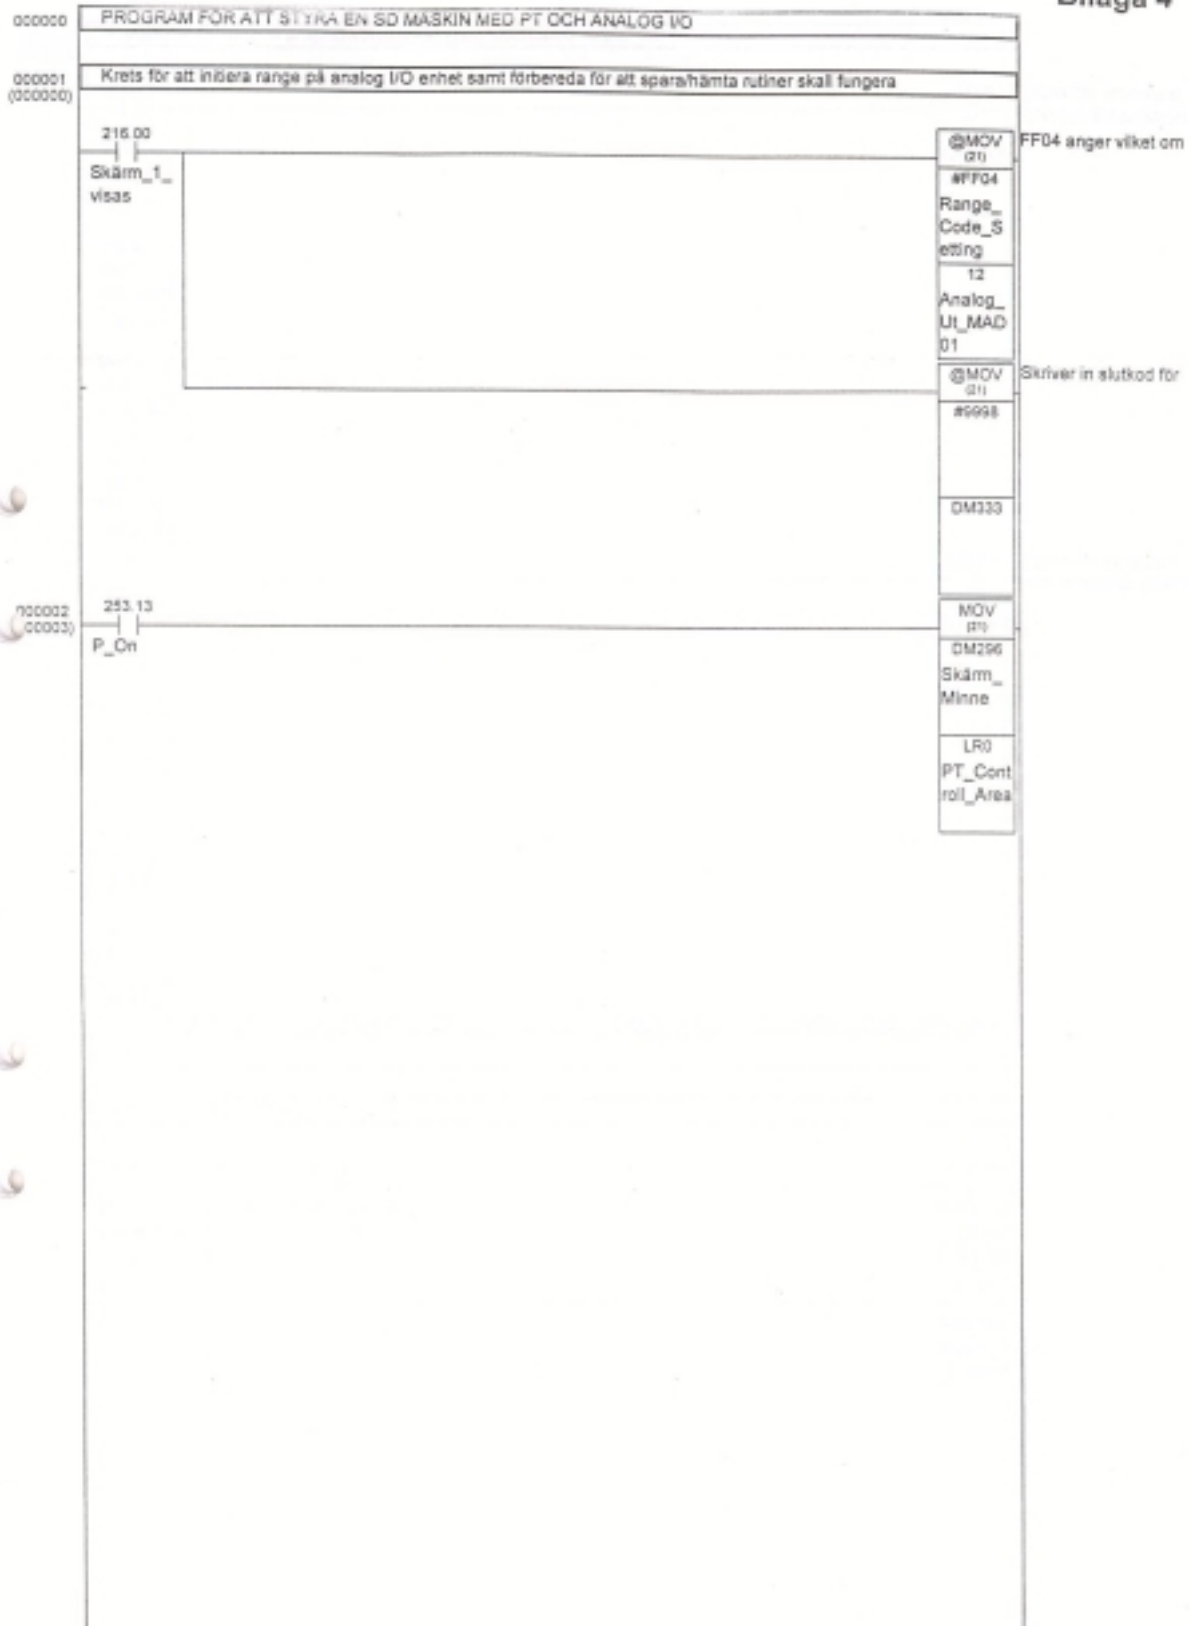 Bilaga 4
000000 PROGRAM FÖR ATT STYRA EN SD MASKIN MED PT OCH ANALOG I/O
000001 Krets för att initiera range på analog I/O enhet samt förbereda för att spara/hämta rutiner skall fungera
(000000)
216.00
Skärm_1_
visas
@MOV
(21)
FF04 anger vilket om
#FF04
Range_
Code_S
etting
12
Analog_
Ut_MAD
01
@MOV
(21)
Skriver in slutkod för
#9998
DM333
000002
00003)
253.13
P_On
MOV
(21)
DM296
Skärm_
Minne
LR0
PT_Cont
roll_Area